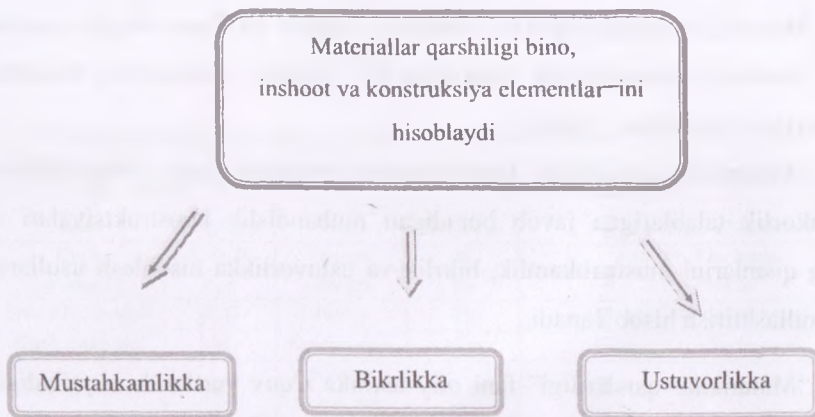 Materiallar qarshiligi bino,
inshoot va konstruksiya elementlar-ini
hisoblaydi
Mustahkamlikka
Bikrlikka
Ustuvorlikka